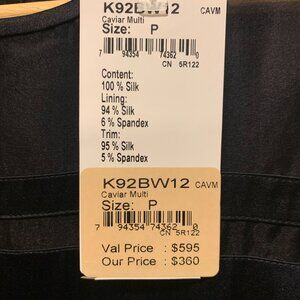 K92BW12 CAVM
Caviar Multi
Size: P
7 94354 74362 0
CN 5R122
Content:
100 % Silk
Lining:
94 % Silk
6 % Spandex
Trim:
95 % Silk
5 % Spandex
K92BW12 CAVM
Caviar Multi
Size: P
7 94354 74362 0
CN 5R122
Val Price : $595
Our Price : $360